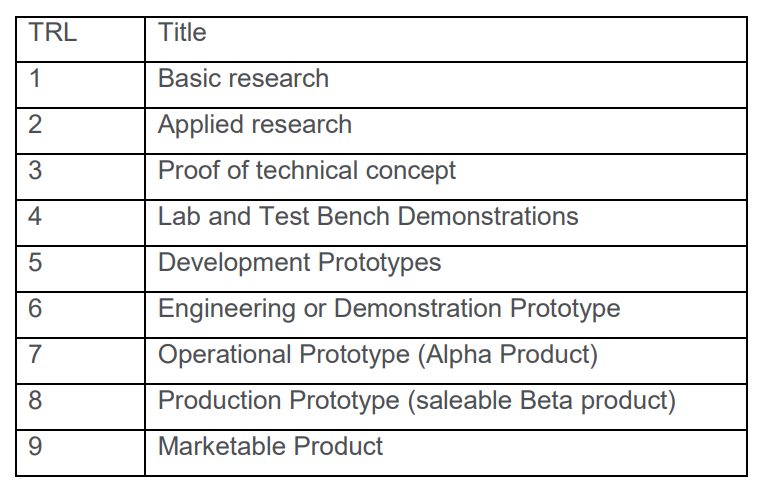 TRL Title
1 Basic research
2 Applied research
3 Proof of technical concept
4 Lab and Test Bench Demonstrations
5 Development Prototypes
6 Engineering or Demonstration Prototype
7 Operational Prototype (Alpha Product)
8 Production Prototype (saleable Beta product)
9 Marketable Product